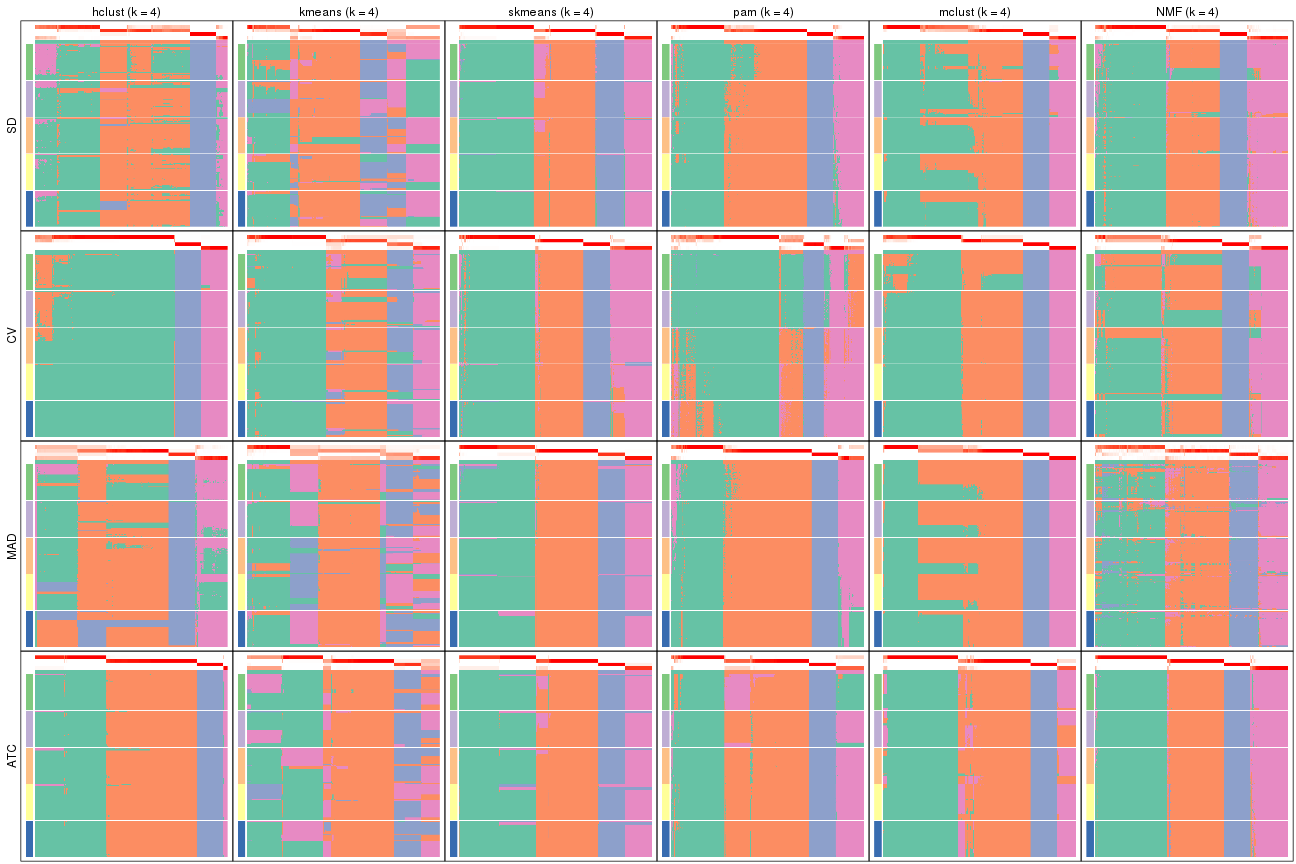 hclust (k = 4)
kmeans (k = 4)
skmeans (k = 4)
pam (k = 4)
mclust (k = 4)
NMF (k = 4)
SD
CV
MAD
ATC